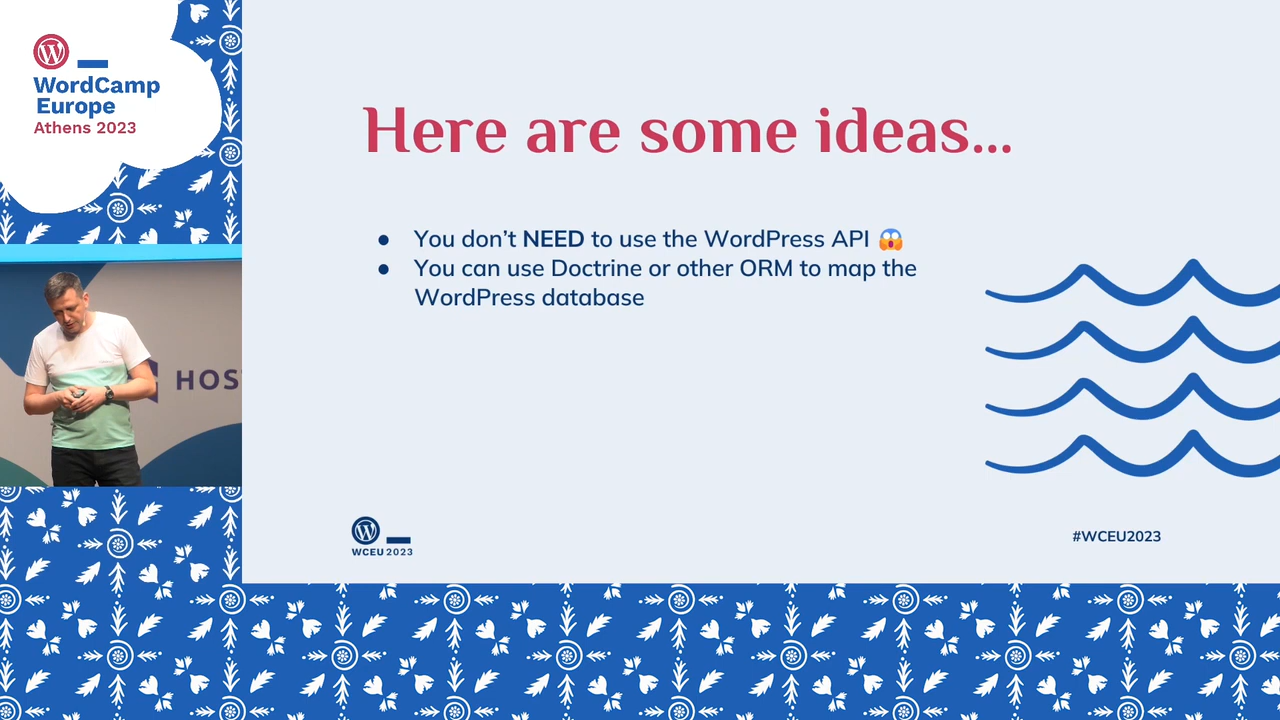 WordCamp
Europe
Athens 2023
Here are some ideas...
● You don’t NEED to use the WordPress API 😱
● You can use Doctrine or other ORM to map the
WordPress database
HOS
WCEU 2023
#WCEU2023